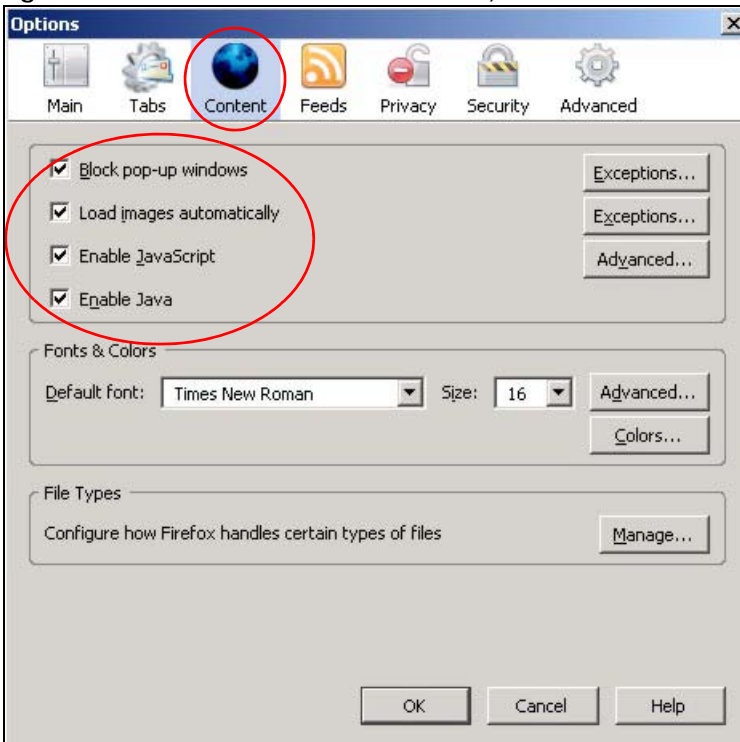 Options
Main Tabs Content Feeds Privacy Security Advanced
Block pop-up windows Exceptions...
Load images automatically Exceptions...
Enable JavaScript Advanced...
Enable Java
Fonts & Colors
Default font: Times New Roman Size: 16 Advanced...
Colors...
File Types
Configure how Firefox handles certain types of files Manage...
OK Cancel Help